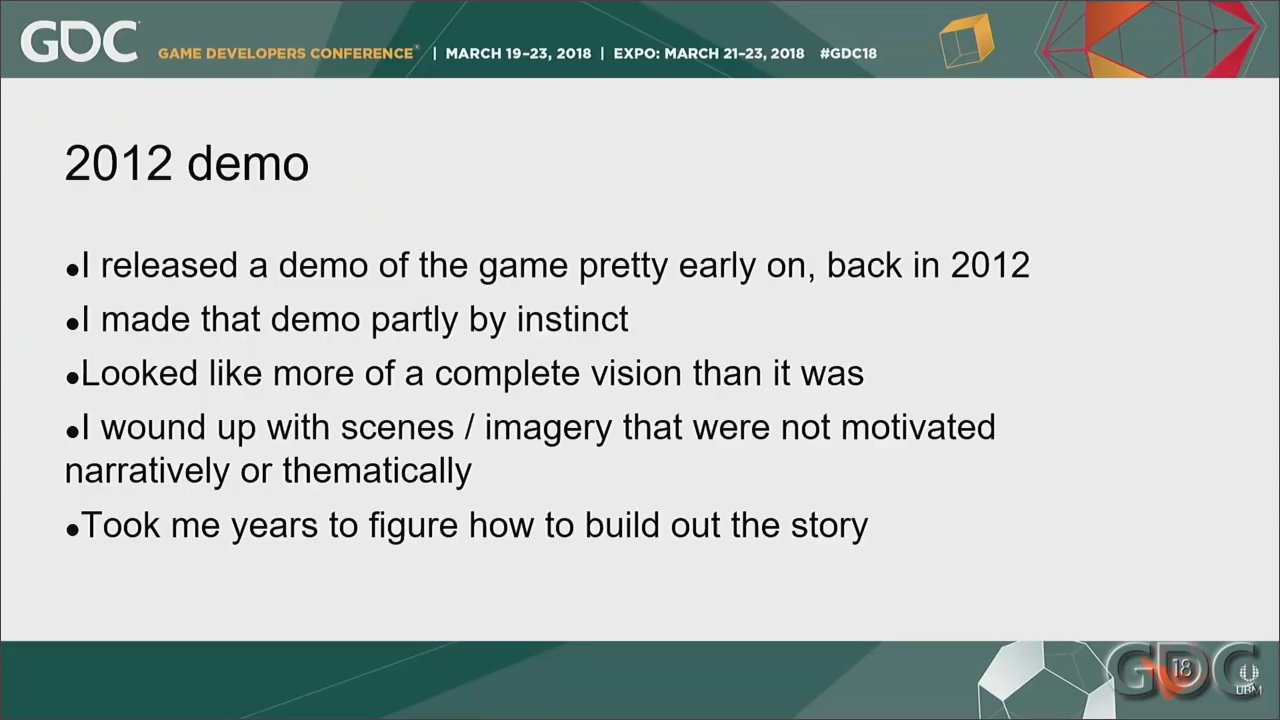 GDC GAME DEVELOPERS CONFERENCE® | MARCH 19–23, 2018 | EXPO: MARCH 21–23, 2018 #GDC18
2012 demo
●I released a demo of the game pretty early on, back in 2012
●I made that demo partly by instinct
●Looked like more of a complete vision than it was
●I wound up with scenes / imagery that were not motivated
narratively or thematically
●Took me years to figure how to build out the story
GDC 18
UBM